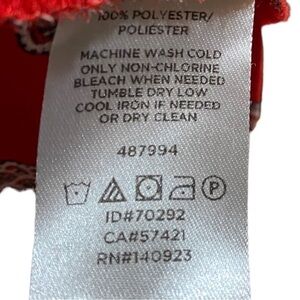 100% POLYESTER/
POLIÉSTER
MACHINE WASH COLD
ONLY NON-CHLORINE
BLEACH WHEN NEEDED
TUMBLE DRY LOW
COOL IRON IF NEEDED
OR DRY CLEAN
487994
P
ID#70292
CA#57421
RN#140923